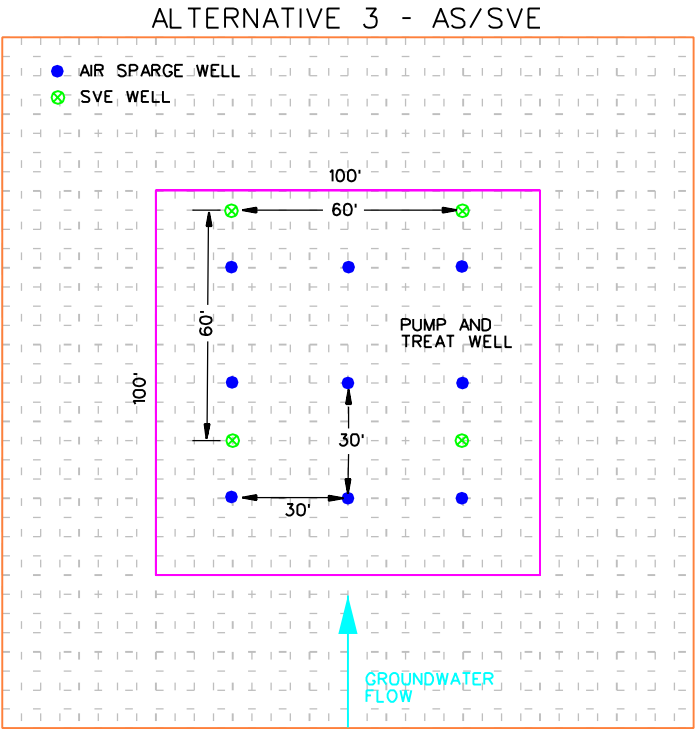 ALTERNATIVE 3 - AS/SVE
AIR SPARGE WELL
SVE WELL
100'
60'
60'
PUMP AND
TREAT WELL
100'
30'
30'
GROUNDWATER
FLOW